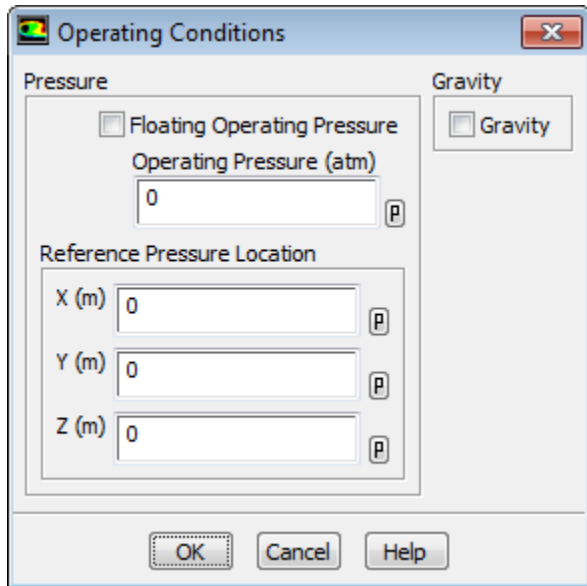 Operating Conditions
Pressure
Gravity
Floating Operating Pressure
Gravity
Operating Pressure (atm)
0
P
Reference Pressure Location
X (m)
0
P
Y (m)
0
P
Z (m)
0
P
OK
Cancel
Help